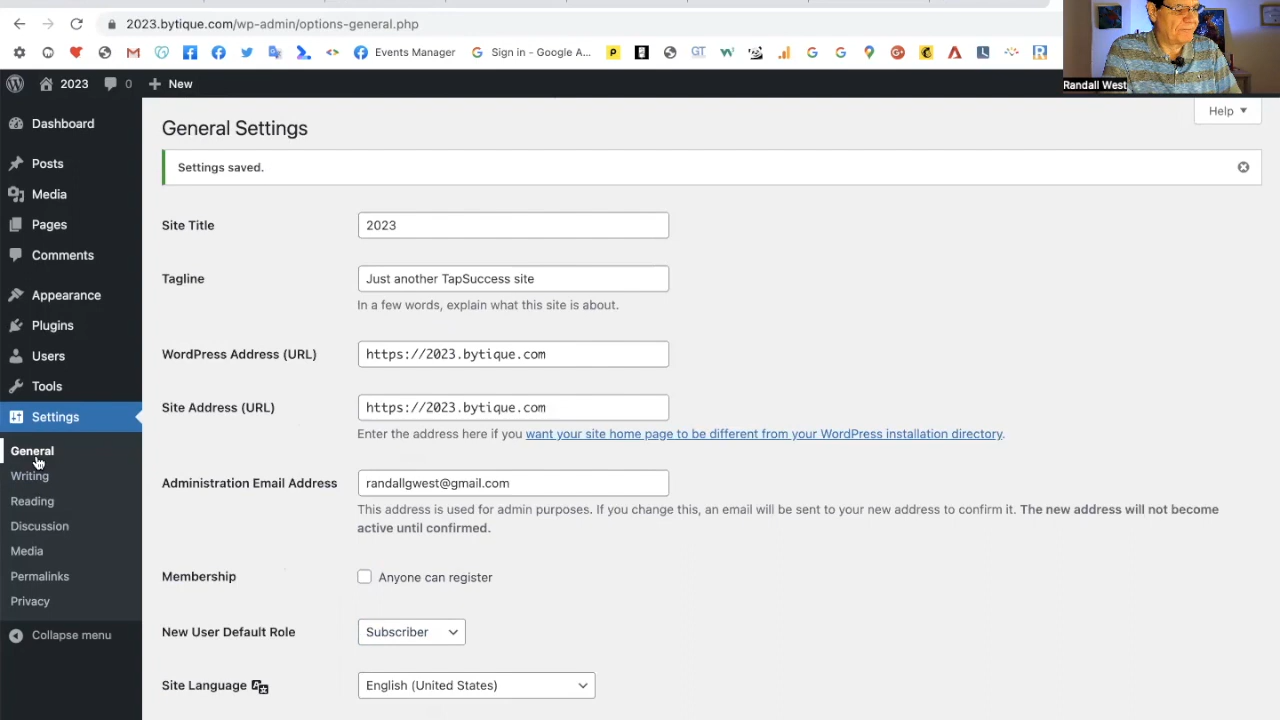 2023.bytique.com/wp-admin/options-general.php
Events Manager
Sign in - Google A...
GT
Randall West
2023
0
New
Help
Dashboard
Posts
Media
Pages
Comments
Appearance
Plugins
Users
Tools
Settings
General
Writing
Reading
Discussion
Media
Permalinks
Privacy
Collapse menu
General Settings
Settings saved.
Site Title
2023
Tagline
Just another TapSuccess site
In a few words, explain what this site is about.
WordPress Address (URL)
https://2023.bytique.com
Site Address (URL)
https://2023.bytique.com
Enter the address here if you want your site home page to be different from your WordPress installation directory.
Administration Email Address
randallgwest@gmail.com
This address is used for admin purposes. If you change this, an email will be sent to your new address to confirm it. The new address will not become
active until confirmed.
Membership
Anyone can register
New User Default Role
Subscriber
Site Language
English (United States)